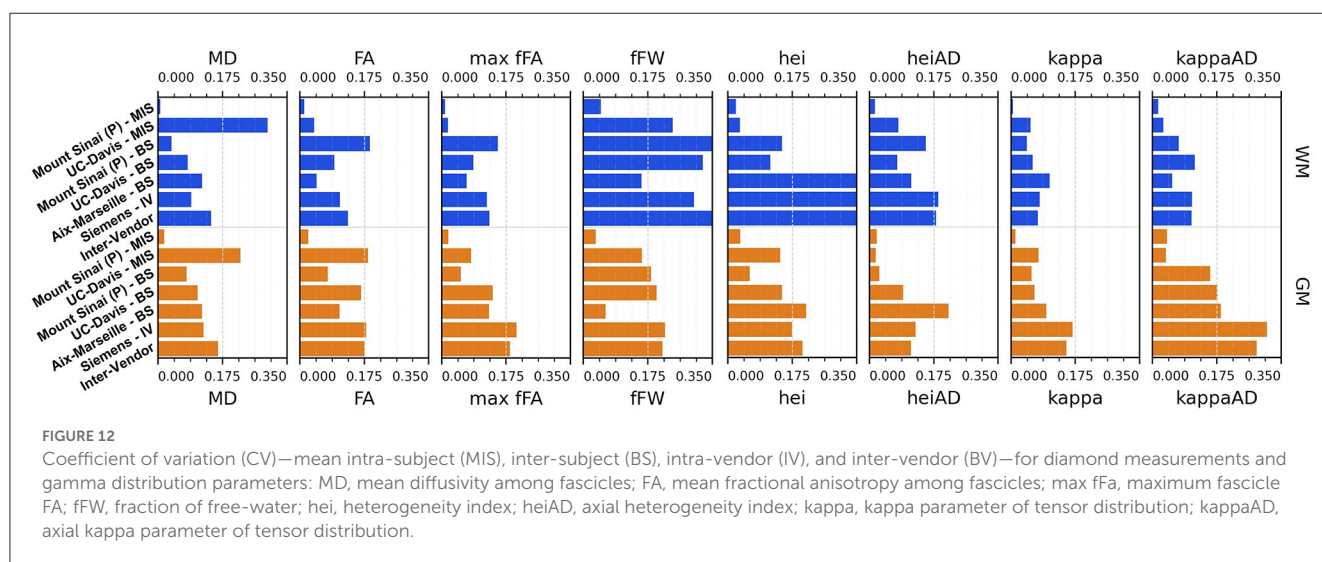 MD FA max fFA fFW hei heiAD kappa kappaAD
0.000 0.175 0.350 0.000 0.175 0.350 0.000 0.175 0.350 0.000 0.175 0.350 0.000 0.175 0.350 0.000 0.175 0.350 0.000 0.175 0.350 0.000 0.175 0.350
Mount Sinai (P) - MIS
UC-Davis - MIS
Mount Sinai (P) - BS
UC-Davis - BS
Aix-Marseille - BS
Siemens - IV
Inter-Vendor
WM
Mount Sinai (P) - MIS
UC-Davis - MIS
Mount Sinai (P) - BS
UC-Davis - BS
Aix-Marseille - BS
Siemens - IV
Inter-Vendor
GM
0.000 0.175 0.350 0.000 0.175 0.350 0.000 0.175 0.350 0.000 0.175 0.350 0.000 0.175 0.350 0.000 0.175 0.350 0.000 0.175 0.350 0.000 0.175 0.350
MD FA max fFA fFW hei heiAD kappa kappaAD
FIGURE 12
Coefficient of variation (CV)—mean intra-subject (MIS), inter-subject (BS), intra-vendor (IV), and inter-vendor (BV)—for diamond measurements and
gamma distribution parameters: MD, mean diffusivity among fascicles; FA, mean fractional anisotropy among fascicles; max fFa, maximum fascicle
FA; fFW, fraction of free-water; hei, heterogeneity index; heiAD, axial heterogeneity index; kappa, kappa parameter of tensor distribution; kappaAD,
axial kappa parameter of tensor distribution.